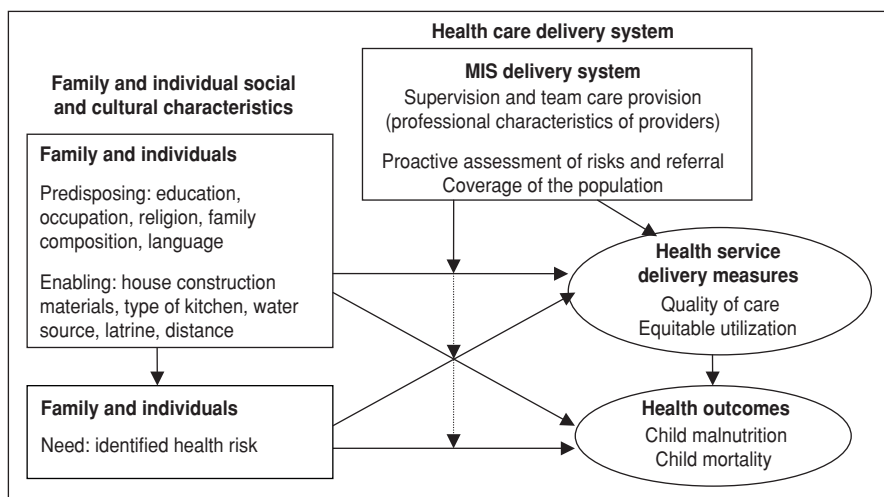 Health care delivery system
MIS delivery system
Supervision and team care provision
(professional characteristics of providers)
Proactive assessment of risks and referral
Coverage of the population
Family and individual social
and cultural characteristics
Family and individuals
Predisposing: education,
occupation, religion, family
composition, language
Enabling: house construction
materials, type of kitchen, water
source, latrine, distance
Family and individuals
Need: identified health risk
Health service
delivery measures
Quality of care
Equitable utilization
Health outcomes
Child malnutrition
Child mortality